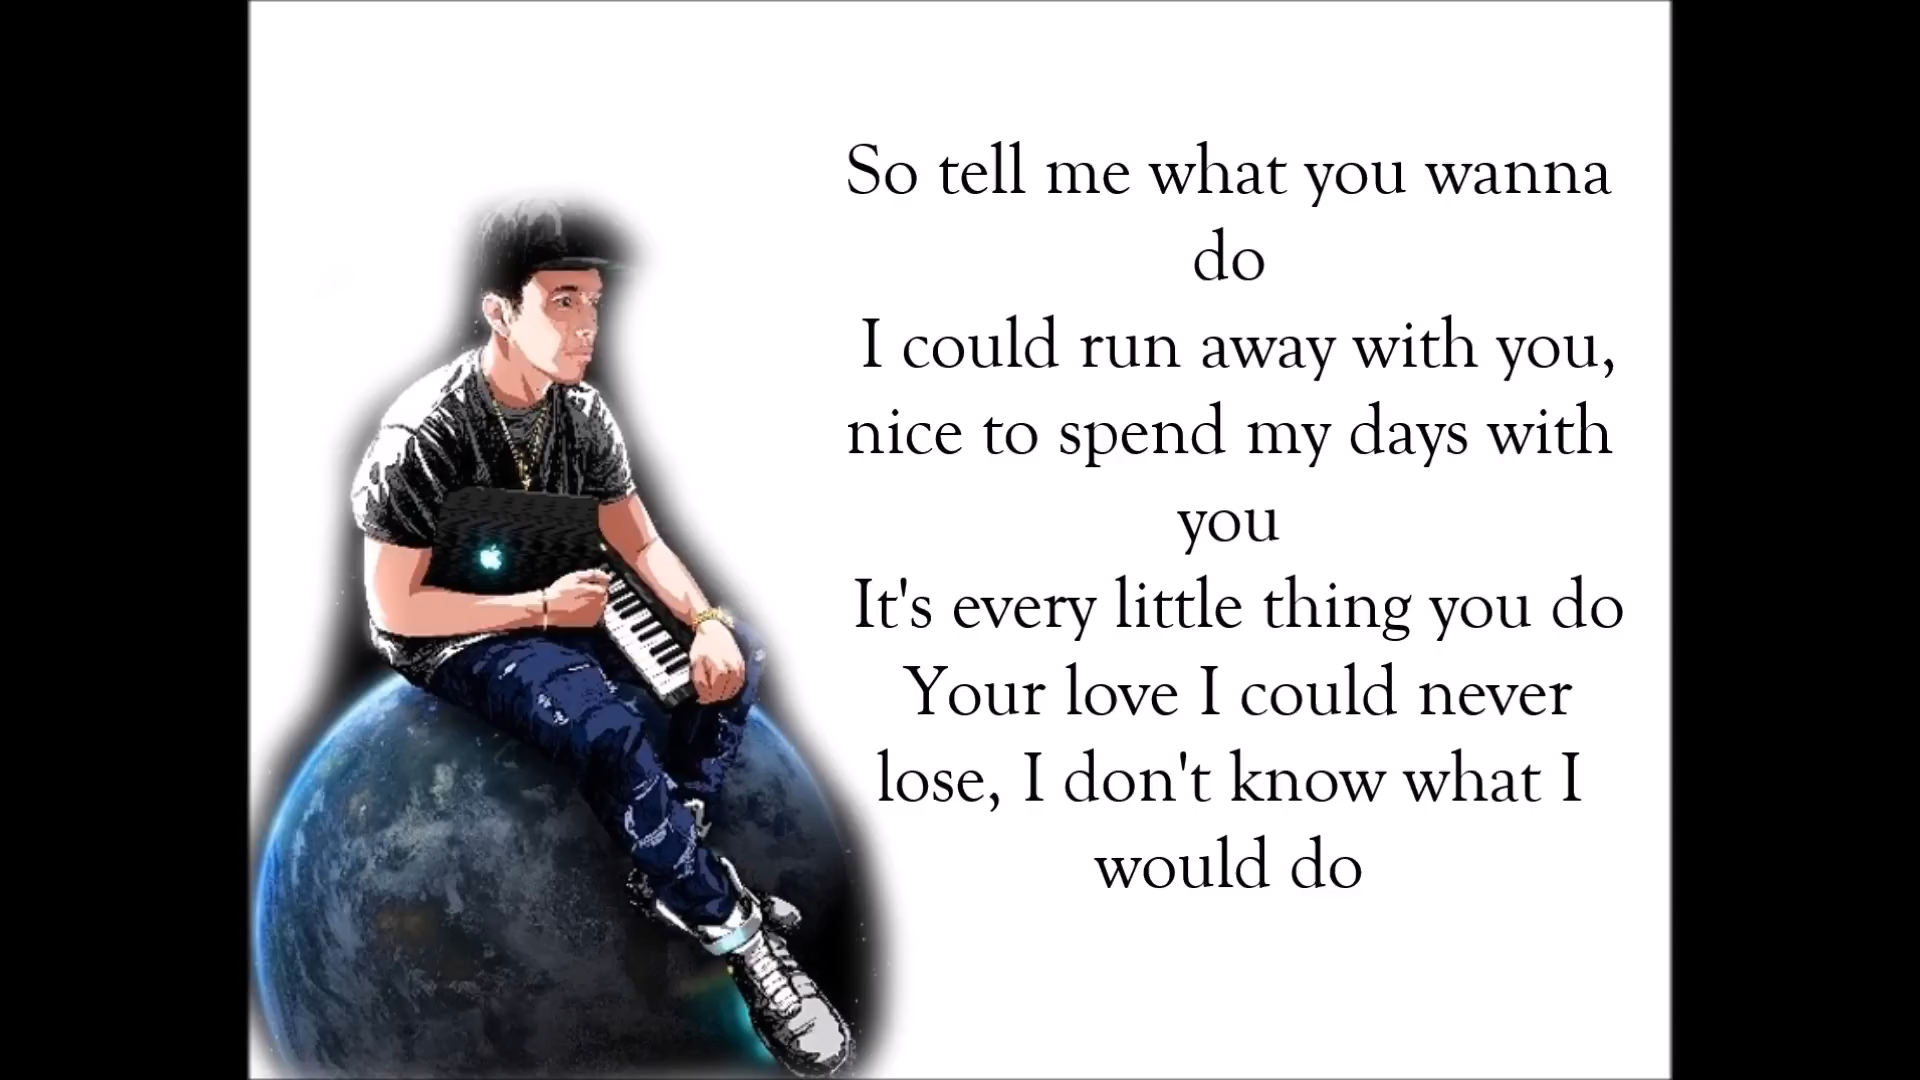 So tell me what you wanna
do
I could run away with you,
nice to spend my days with
you
It's every little thing you do
Your love I could never
lose, I don't know what I
would do